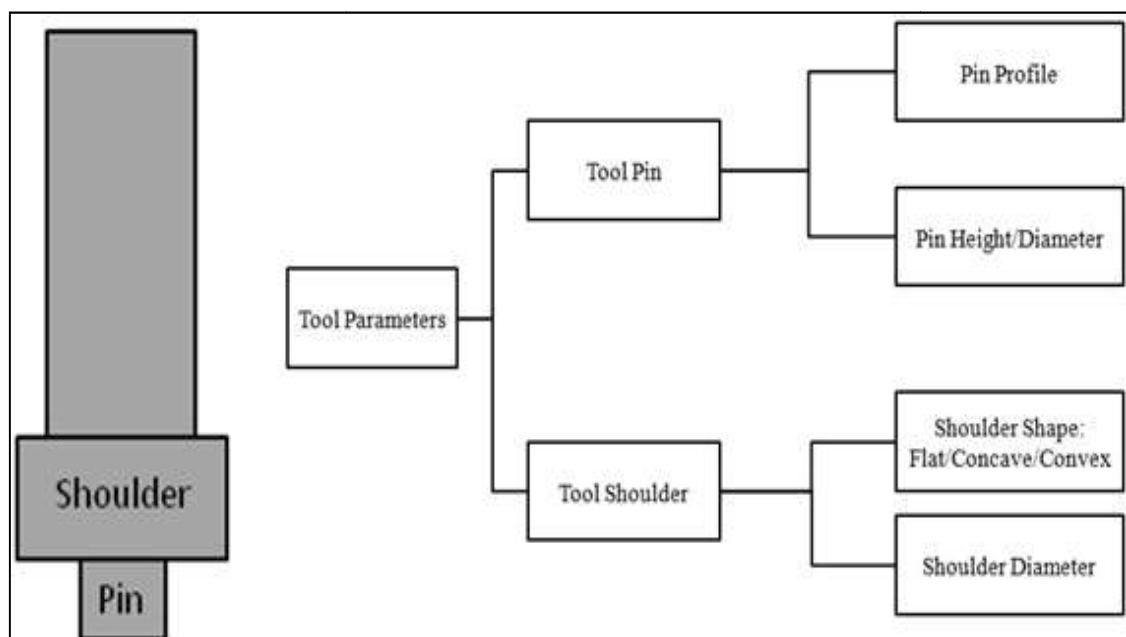 Shoulder
Pin
Tool Parameters
Tool Pin
Tool Shoulder
Pin Profile
Pin Height/Diameter
Shoulder Shape:
Flat/Concave/Convex
Shoulder Diameter